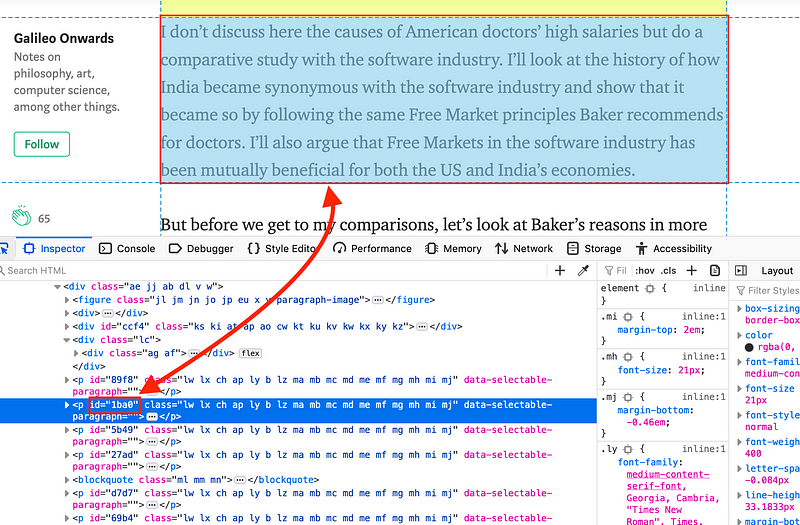 Galileo Onwards
Notes on
philosophy, art,
computer science,
among other things.
Follow
65
I don’t discuss here the causes of American doctors’ high salaries but do a
comparative study with the software industry. I’ll look at the history of how
India became synonymous with the software industry and show that it
became so by following the same Free Market principles Baker recommends
for doctors. I’ll also argue that Free Markets in the software industry has
been mutually beneficial for both the US and India’s economies.
But before we get to my comparisons, let’s look at Baker’s reasons in more
Inspector Console Debugger Style Editor Performance Memory Network Storage Accessibility
Search HTML
<div class="ae jj ab dl v w">
<figure class="jl jm jn jo jp eu x v paragraph-image">…</figure>
<div>…</div>
<div id="ccf4" class="ks ki at ap ao cw kt ku kv kw kx ky kz">…</div>
<div class="lc">
<div class="ag af">…</div> flex
</div>
<p id="89f8" class="lw lx ch ap ly b lz ma mb mc md me mf mg mh mi mj" data-selectable-
paragraph="">…</p>
<p id="1ba0" class="lw lx ch ap ly b lz ma mb mc md me mf mg mh mi mj" data-selectable-
paragraph="">…</p>
<p id="5b49" class="lw lx ch ap ly b lz ma mb mc md me mf mg mh mi mj" data-selectable-
paragraph="">…</p>
<p id="27ad" class="lw lx ch ap ly b lz ma mb mc md me mf mg mh mi mj" data-selectable-
paragraph="">…</p>
<blockquote class="ml mm mn">…</blockquote>
<p id="d7d7" class="lw lx ch ap ly b lz ma mb mc md me mf mg mh mi mj" data-selectable-
paragraph="">…</p>
<p id="69b4" class="lw lx ch ap ly b lz ma mb mc md me mf mg mh mi mj" data-selectable-
Fil :hov .cls
element { inline
}
.mi { inline:1
margin-top: 2em;
}
.mh { inline:1
font-size: 21px;
}
.mj { inline:1
margin-bottom:
-0.46em;
}
.ly { inline:1
font-family:
medium-content-
serif-font,
Georgia, Cambria,
"Times New
Roman", Times,
Layout
Filter Styles
box-sizing
border-box
color
rgba(0,
font-family
medium-cont
font-size
21px
font-style
normal
font-weigh
400
letter-spa
-0.084px
line-heigh
33.1833px
margin-bot